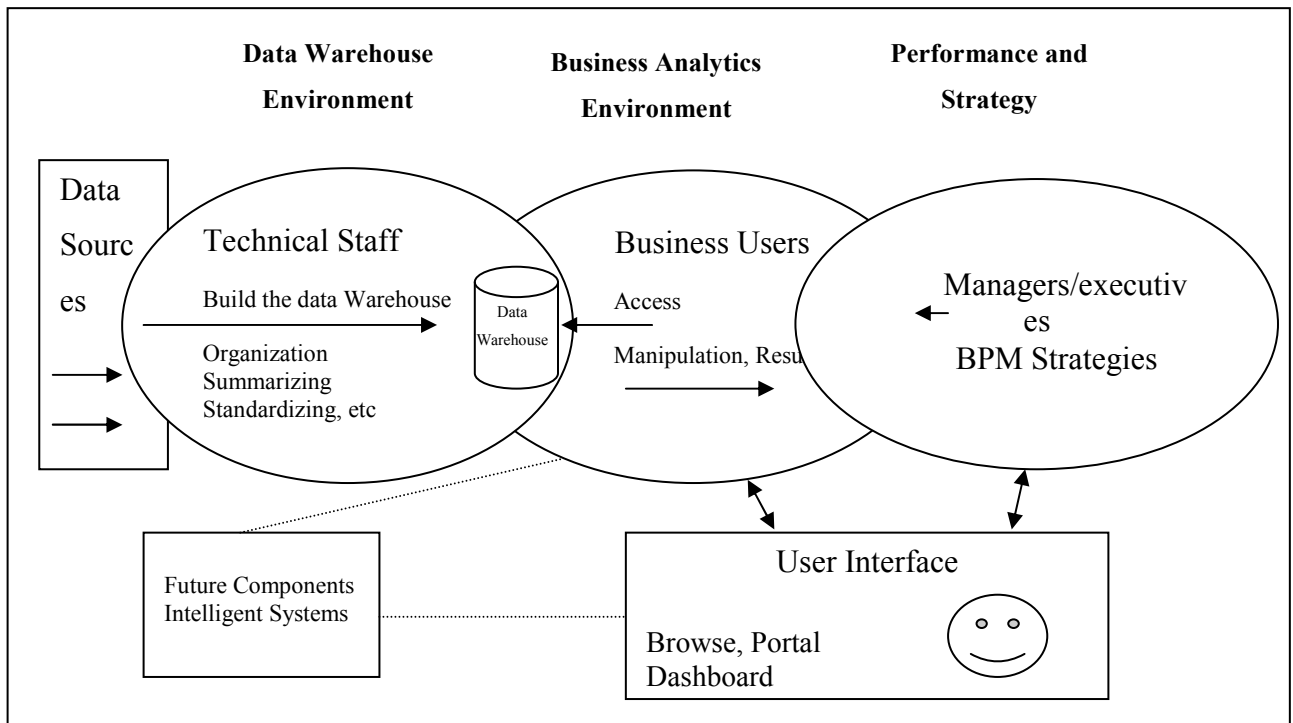 Data Warehouse
Environment
Business Analytics
Environment
Performance and
Strategy
Data
Sourc
es
Technical Staff
Build the data Warehouse
Organization
Summarizing
Standardizing, etc
Data
Warehouse
Business Users
Access
Manipulation, Resu
Managers/executiv
es
BPM Strategies
Future Components
Intelligent Systems
User Interface
Browse, Portal
Dashboard